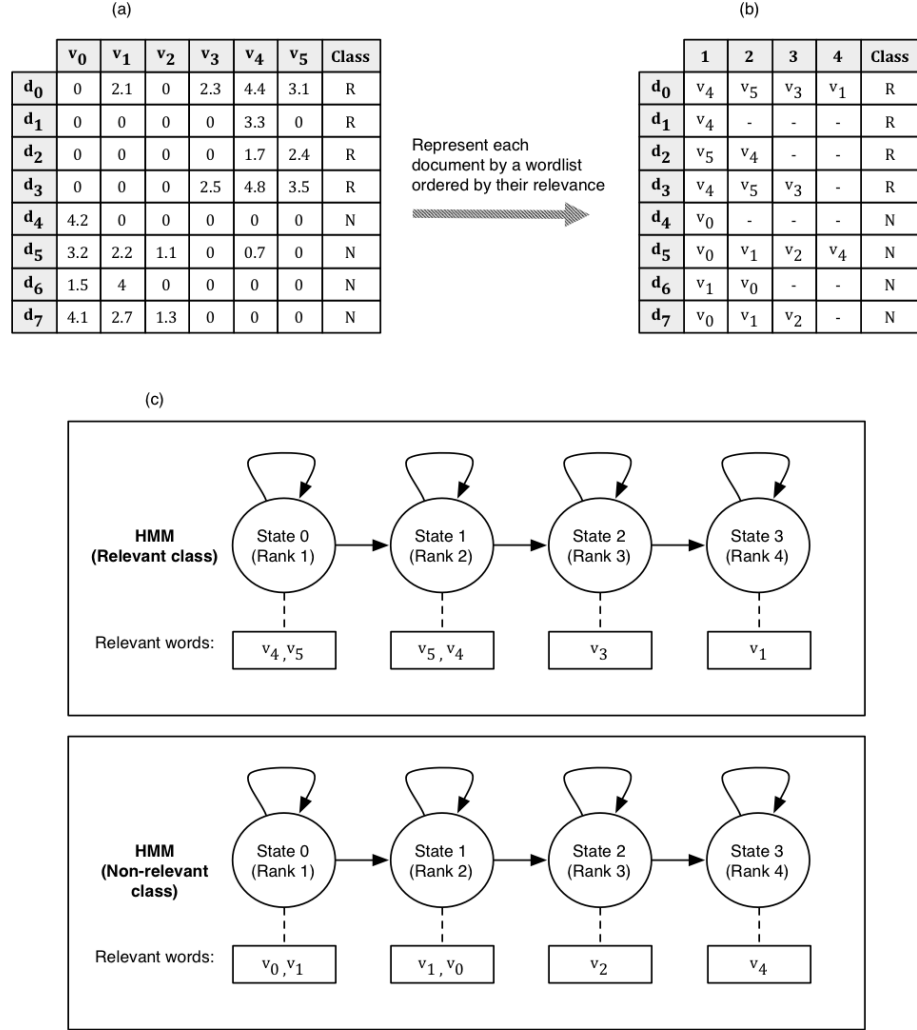 (a)
v0 v1 v2 v3 v4 v5 Class
d0 0 2.1 0 2.3 4.4 3.1 R
d1 0 0 0 0 3.3 0 R
d2 0 0 0 0 1.7 2.4 R
d3 0 0 0 2.5 4.8 3.5 R
d4 4.2 0 0 0 0 0 N
d5 3.2 2.2 1.1 0 0.7 0 N
d6 1.5 4 0 0 0 0 N
d7 4.1 2.7 1.3 0 0 0 N
Represent each
document by a wordlist
ordered by their relevance
(b)
1 2 3 4 Class
d0 v4 v5 v3 v1 R
d1 v4 - - - R
d2 v5 v4 - - R
d3 v4 v5 v3 - R
d4 v0 - - - N
d5 v0 v1 v2 v4 N
d6 v1 v0 - - N
d7 v0 v1 v2 - N
(c)
HMM
(Relevant class)
State 0
(Rank 1)
State 1
(Rank 2)
State 2
(Rank 3)
State 3
(Rank 4)
Relevant words: v4 , v5 v5 , v4 v3 v1
HMM
(Non-relevant
class)
State 0
(Rank 1)
State 1
(Rank 2)
State 2
(Rank 3)
State 3
(Rank 4)
Relevant words: v0 , v1 v1 , v0 v2 v4